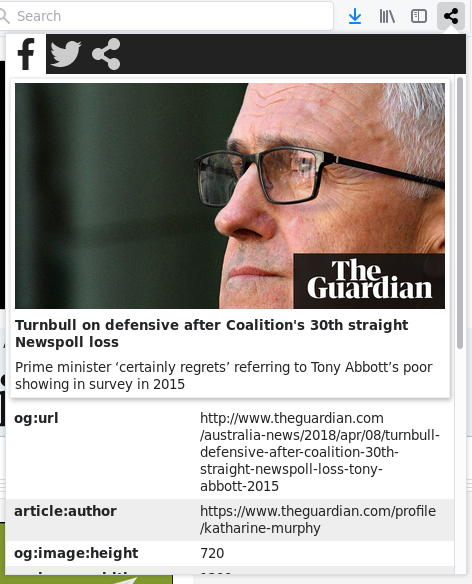 Search
The
Guardian
Turnbull on defensive after Coalition's 30th straight
Newspoll loss
Prime minister ‘certainly regrets’ referring to Tony Abbott’s poor
showing in survey in 2015
og:url
http://www.theguardian.com
/australia-news/2018/apr/08/turnbull-
defensive-after-coalition-30th-
straight-newspoll-loss-tony-
abbott-2015
article:author
https://www.theguardian.com/profile
/katharine-murphy
og:image:height
720